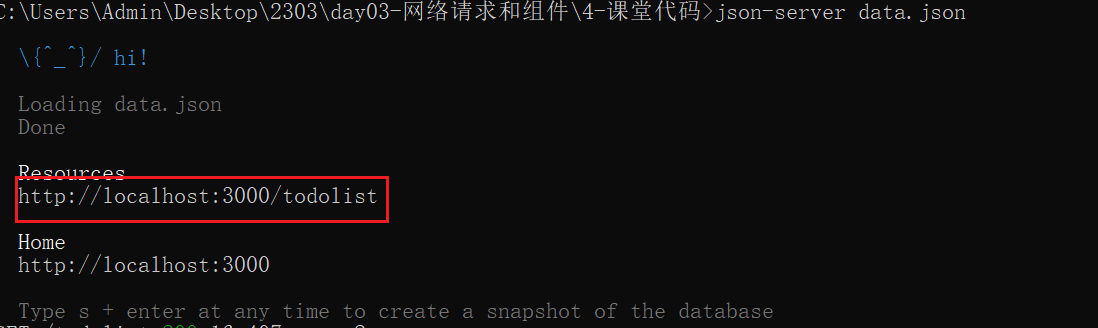 C:\Users\Admin\Desktop\2303\day03-网络请求和组件\4-课堂代码>json-server data.json
\{^_^}/ hi!
Loading data.json
Done
Resources
http://localhost:3000/todolist
Home
http://localhost:3000
Type s + enter at any time to create a snapshot of the database